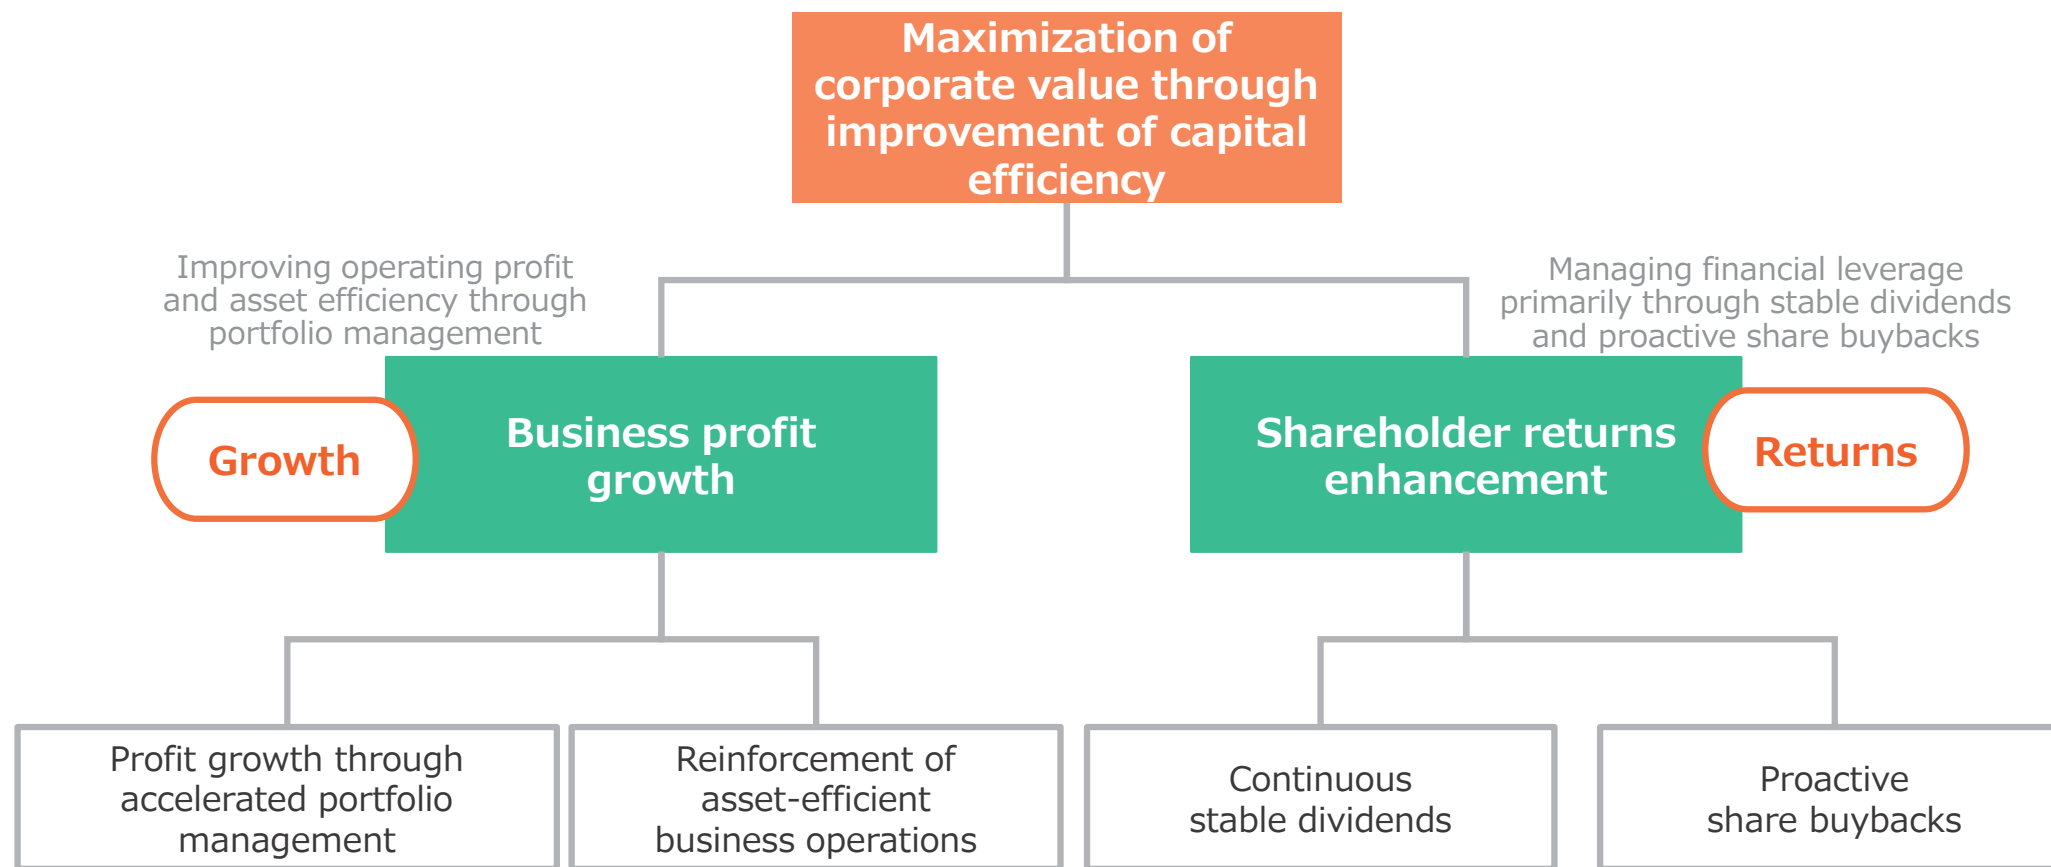 Maximization of
corporate value through
improvement of capital
efficiency
Improving operating profit
and asset efficiency through
portfolio management
Managing financial leverage
primarily through stable dividends
and proactive share buybacks
Growth
Business profit
growth
Shareholder returns
enhancement
Returns
Profit growth through
accelerated portfolio
management
Reinforcement of
asset-efficient
business operations
Continuous
stable dividends
Proactive
share buybacks